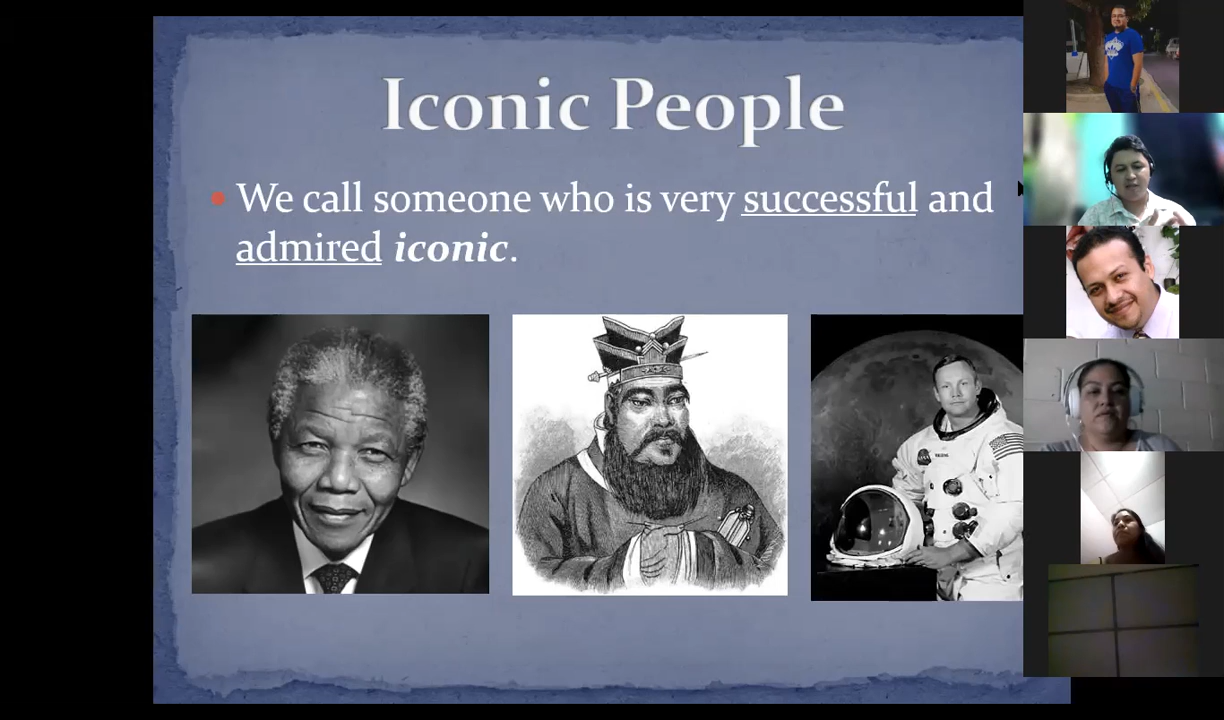 Iconic People
We call someone who is very successful and
admired iconic.